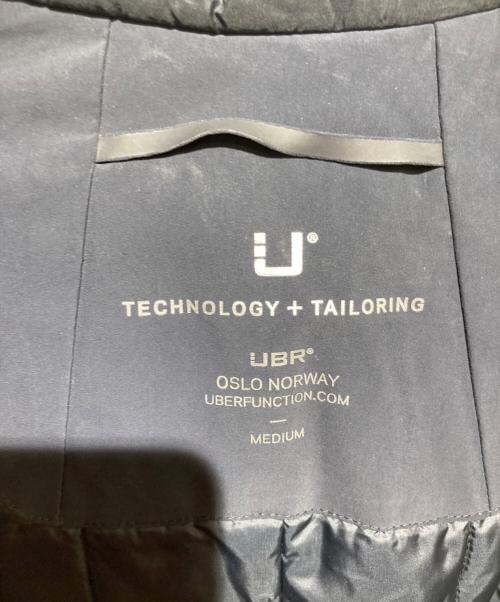 U®
TECHNOLOGY + TAILORING
UBR®
OSLO NORWAY
UBERFUNCTION.COM
MEDIUM